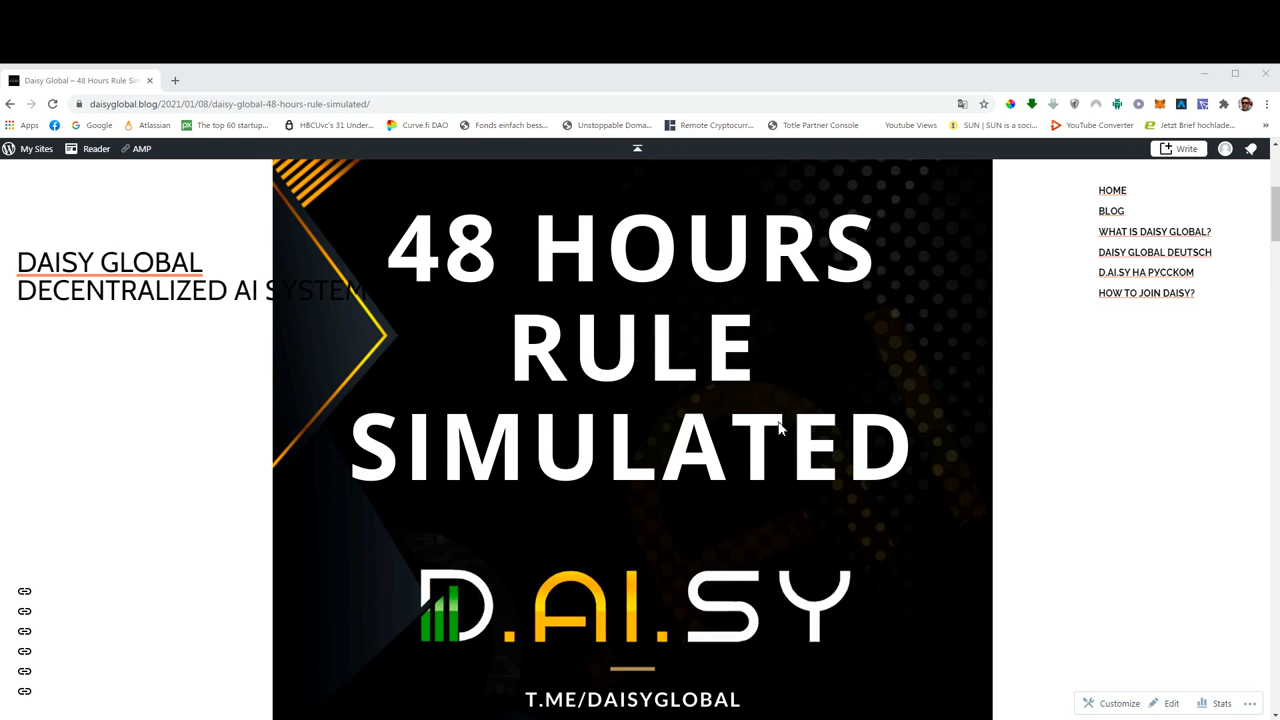 Daisy Global – 48 Hours Rule Sim
daisyglobal.blog/2021/01/08/daisy-global-48-hours-rule-simulated/
Apps
Google
Atlassian
The top 60 startup...
HBCUvc's 31 Under...
Curve.fi DAO
Fonds einfach bess...
Unstoppable Doma...
Remote Cryptocurr...
Totle Partner Console
Youtube Views
SUN | SUN is a soci...
YouTube Converter
Jetzt Brief hochlade...
»
My Sites
Reader
AMP
Write
DAISY GLOBAL
DECENTRALIZED AI SYSTEM
48 HOURS
RULE
SIMULATED
D.AI.SY
T.ME/DAISYGLOBAL
HOME
BLOG
WHAT IS DAISY GLOBAL?
DAISY GLOBAL DEUTSCH
D.AI.SY НА РУССКОМ
HOW TO JOIN DAISY?
Customize
Edit
Stats